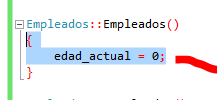 Empleados::Empleados()
{
edad_actual = 0;
}